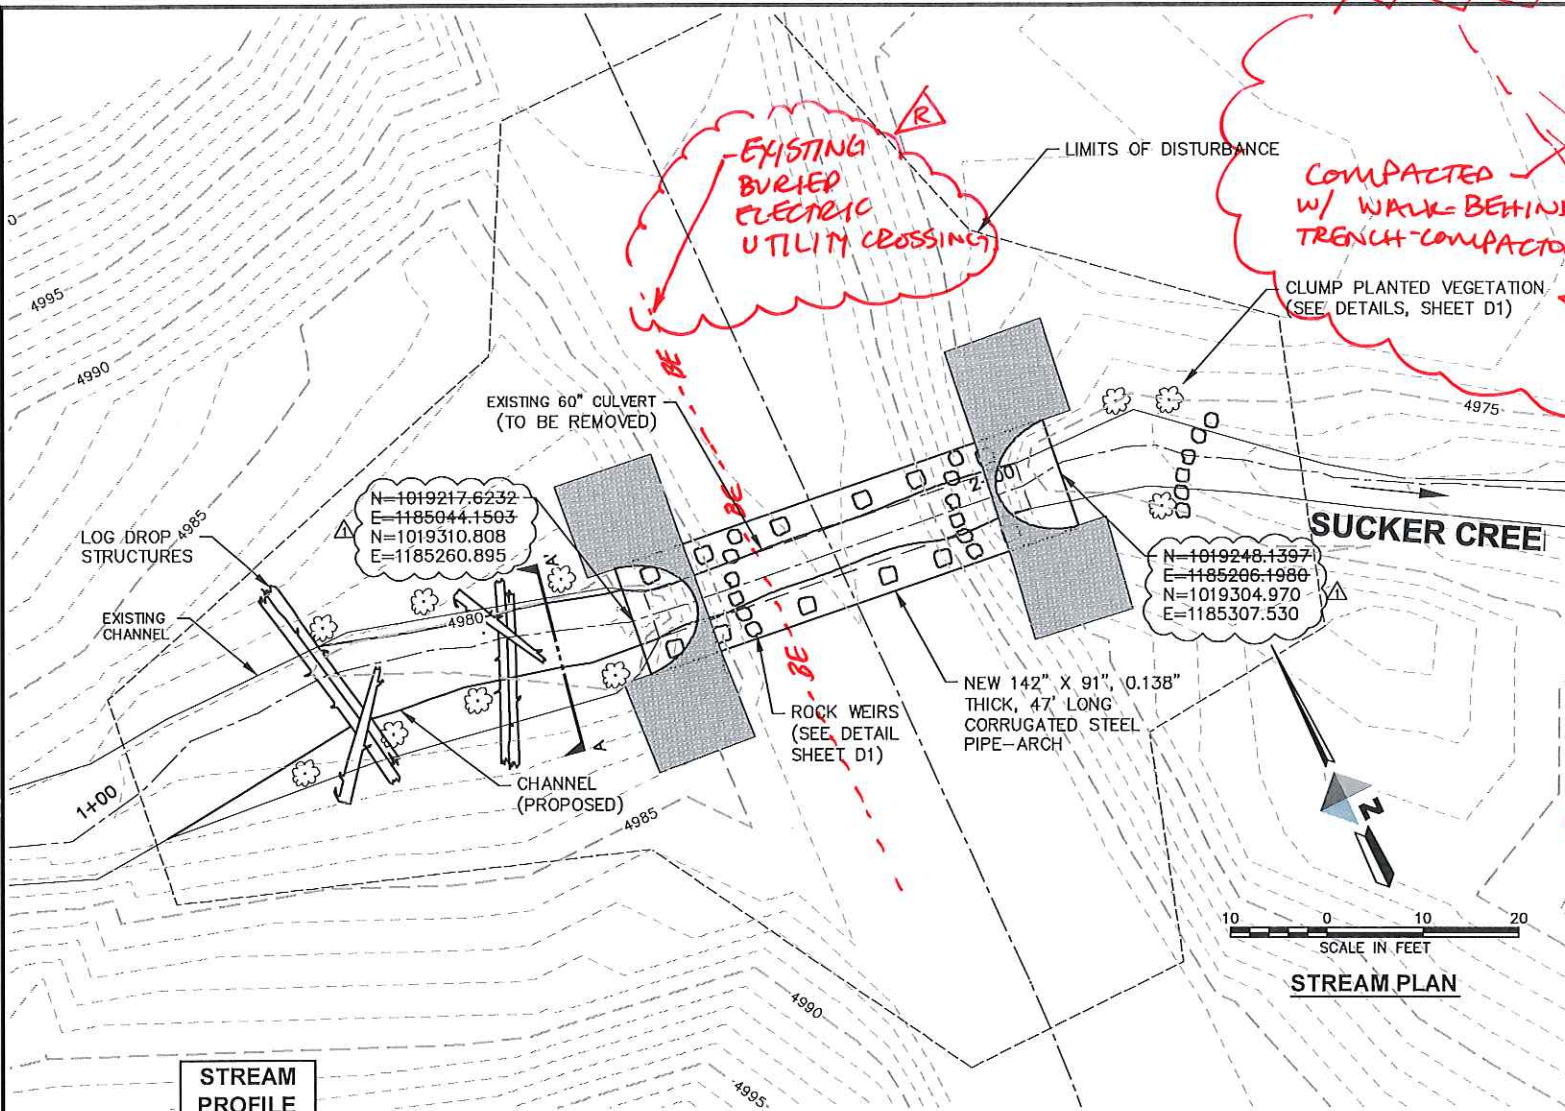 EXISTING
BURIED
ELECTRIC
UTILITY CROSSING
R
LIMITS OF DISTURBANCE
COMPACTED
W/ WALK-BEHIND
TRENCH-COMPACTO
CLUMP PLANTED VEGETATION
(SEE DETAILS, SHEET D1)
0
4995
4990
4985
4975
BE
BE
BE
EXISTING 60" CULVERT
(TO BE REMOVED)
N=1019217.6232
E=1185044.1503
N=1019310.808
E=1185260.895
1
LOG DROP
STRUCTURES
EXISTING
CHANNEL
4980
A'
A
SUCKER CREE
N=1019248.1397
E=1185206.1980
N=1019304.970
E=1185307.530
1
NEW 142" X 91", 0.138"
THICK, 47' LONG
CORRUGATED STEEL
PIPE-ARCH
ROCK WEIRS
(SEE DETAIL
SHEET D1)
CHANNEL
(PROPOSED)
1+00
4985
N
10 0 10 20
SCALE IN FEET
STREAM PLAN
4990
4995
STREAM
PROFILE